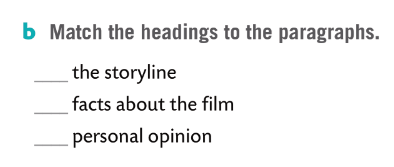 b Match the headings to the paragraphs.
___ the storyline
___ facts about the film
___ personal opinion